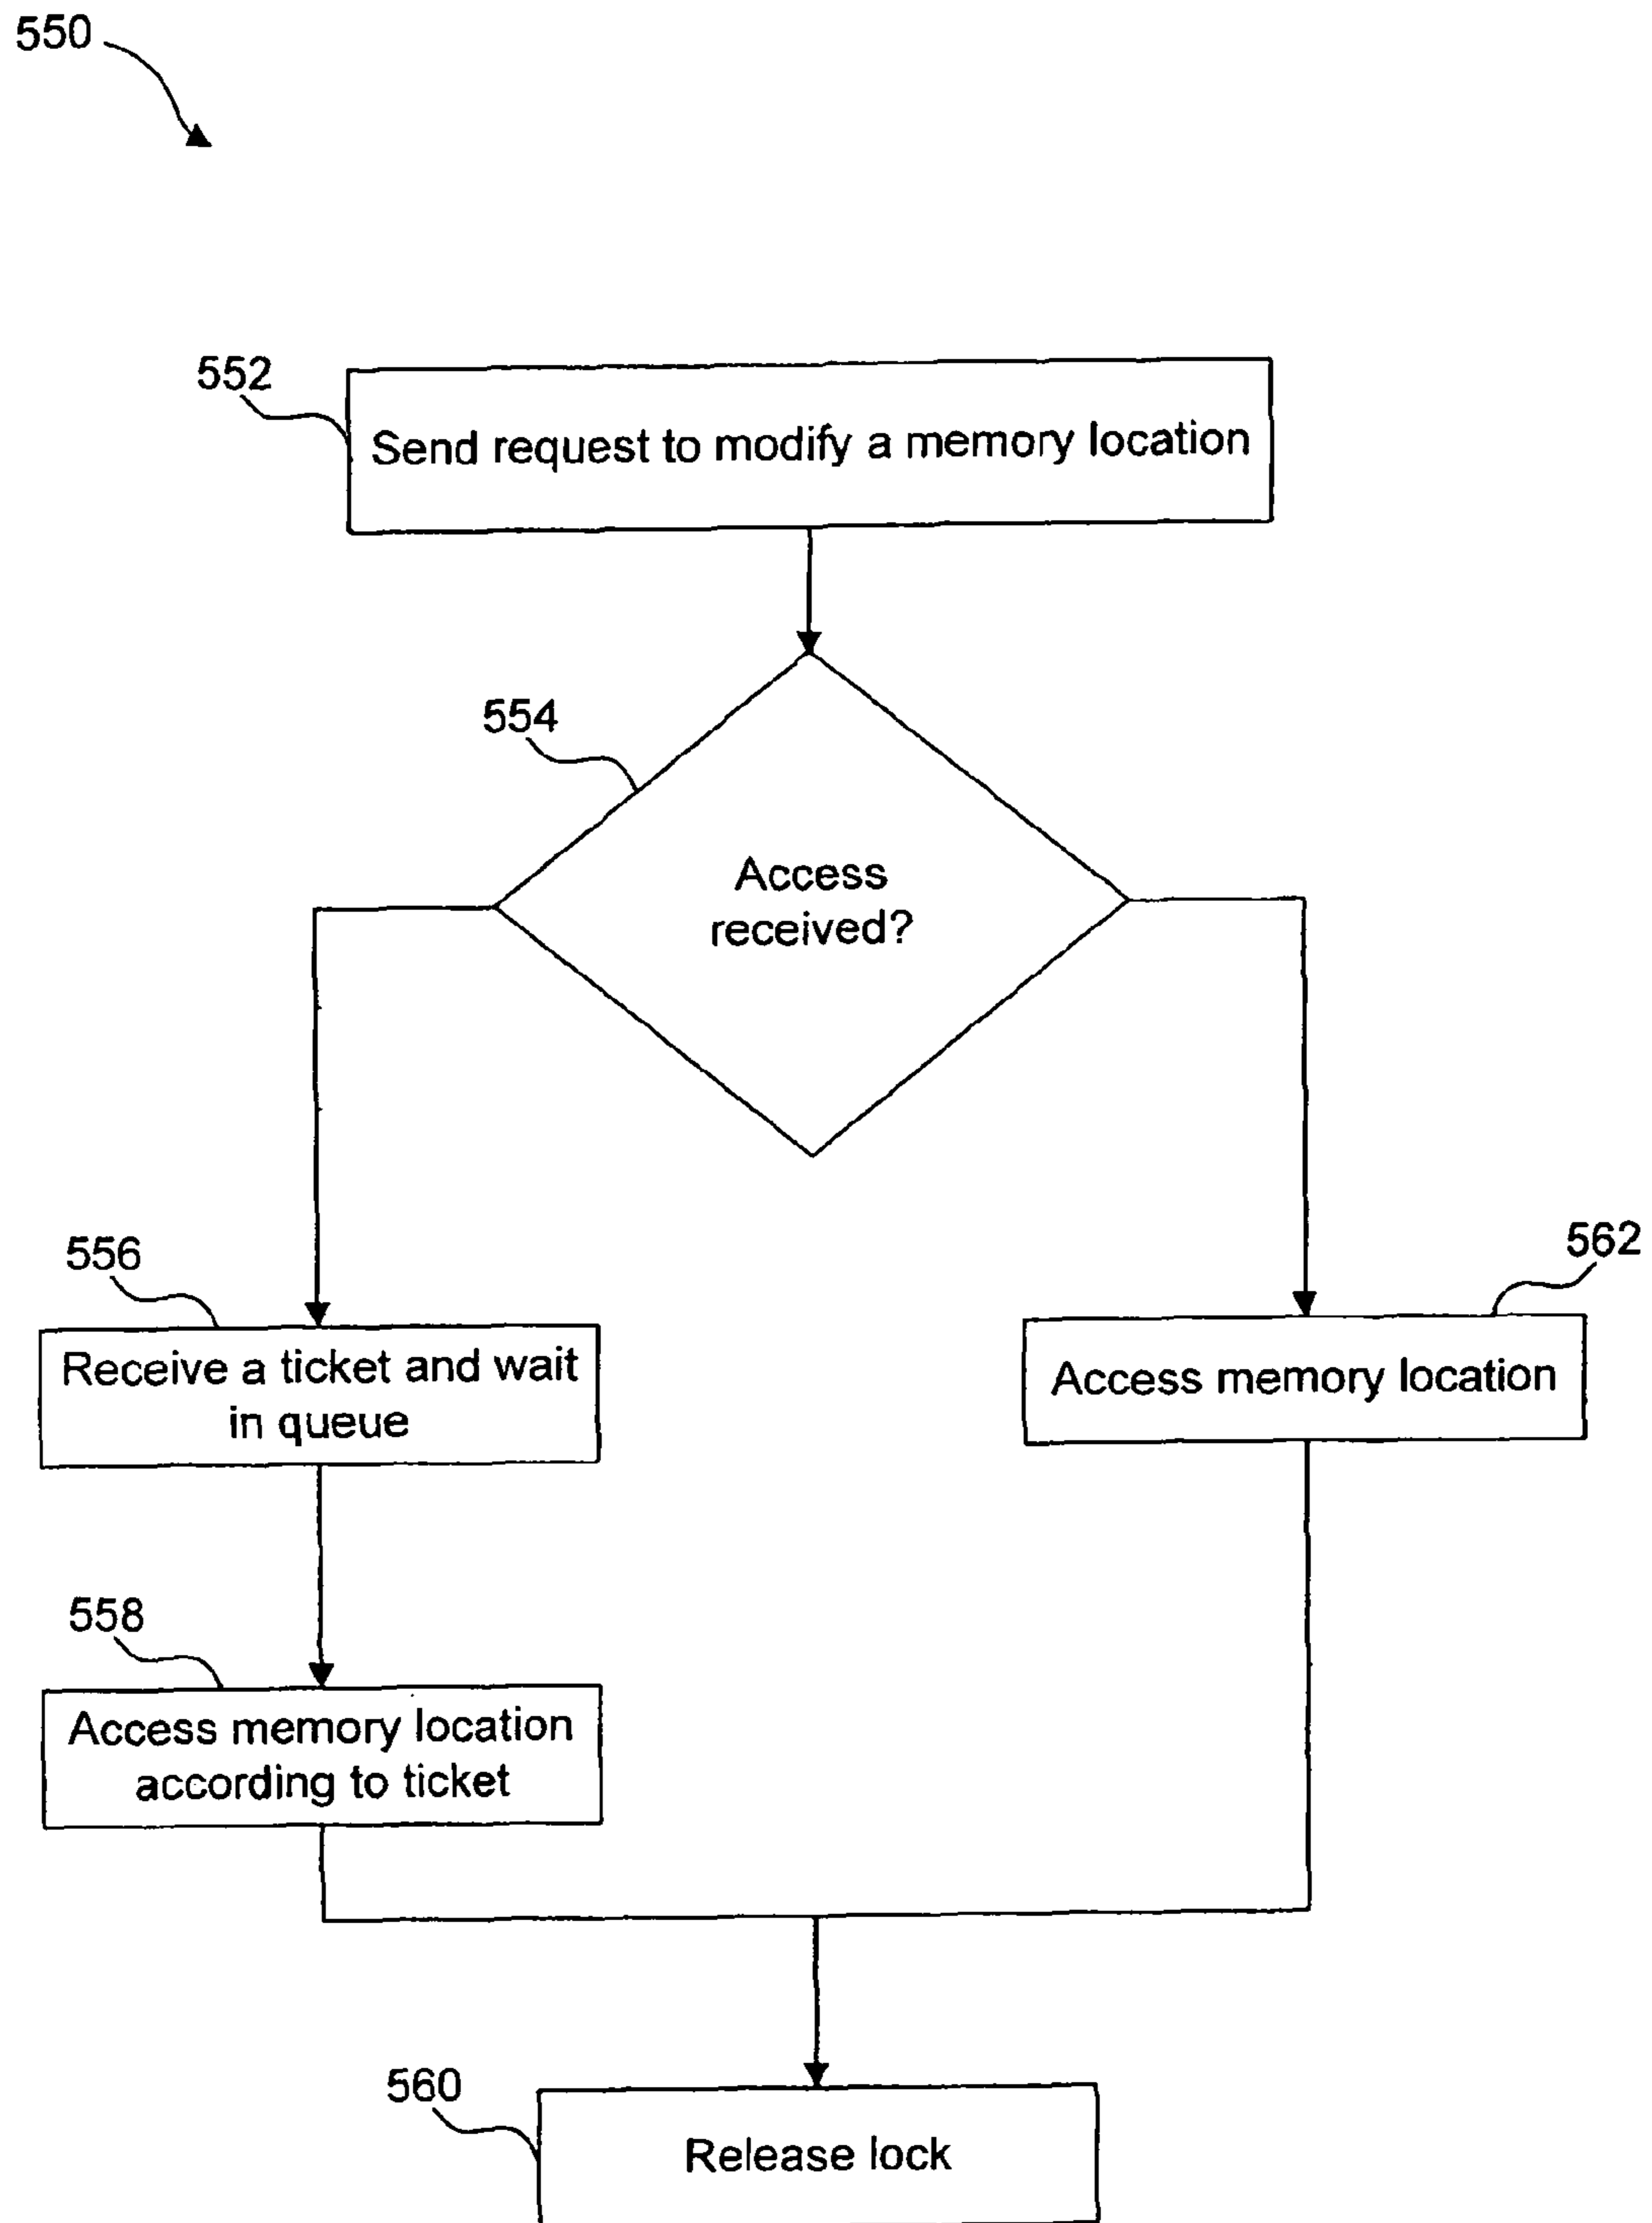 550
552
Send request to modify a memory location
554
Access
received?
556
Receive a ticket and wait
in queue
562
Access memory location
558
Access memory location
according to ticket
560
Release lock